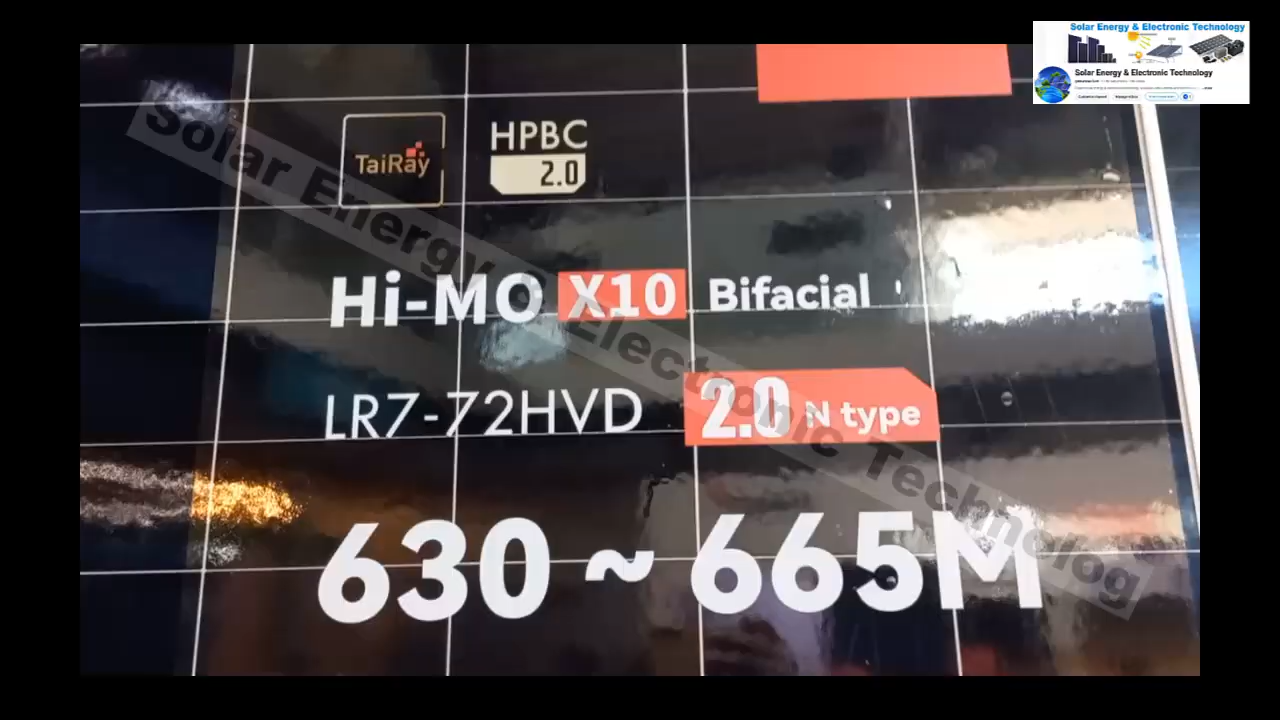 Solar Energy & Electronic Technology
Solar Energy & Electronic Technology
TaiRay
HPBC
2.0
Hi-MO X10 Bifacial
LR7-72HVD 2.0 N type
630 ~ 665M
Solar Energy & Electronic Technolog